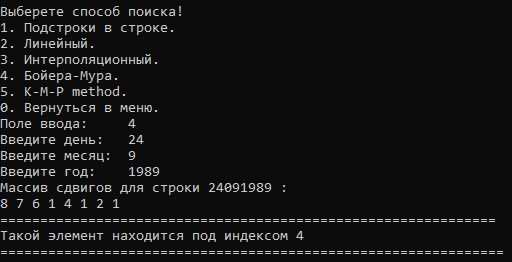 Выберете способ поиска!
1. Подстроки в строке.
2. Линейный.
3. Интерполяционный.
4. Бойера-Мура.
5. K-M-P method.
0. Вернуться в меню.
Поле ввода: 4
Введите день: 24
Введите месяц: 9
Введите год: 1989
Массив сдвигов для строки 24091989 :
8 7 6 1 4 1 2 1
==============================================================
Такой элемент находится под индексом 4
===============================================================